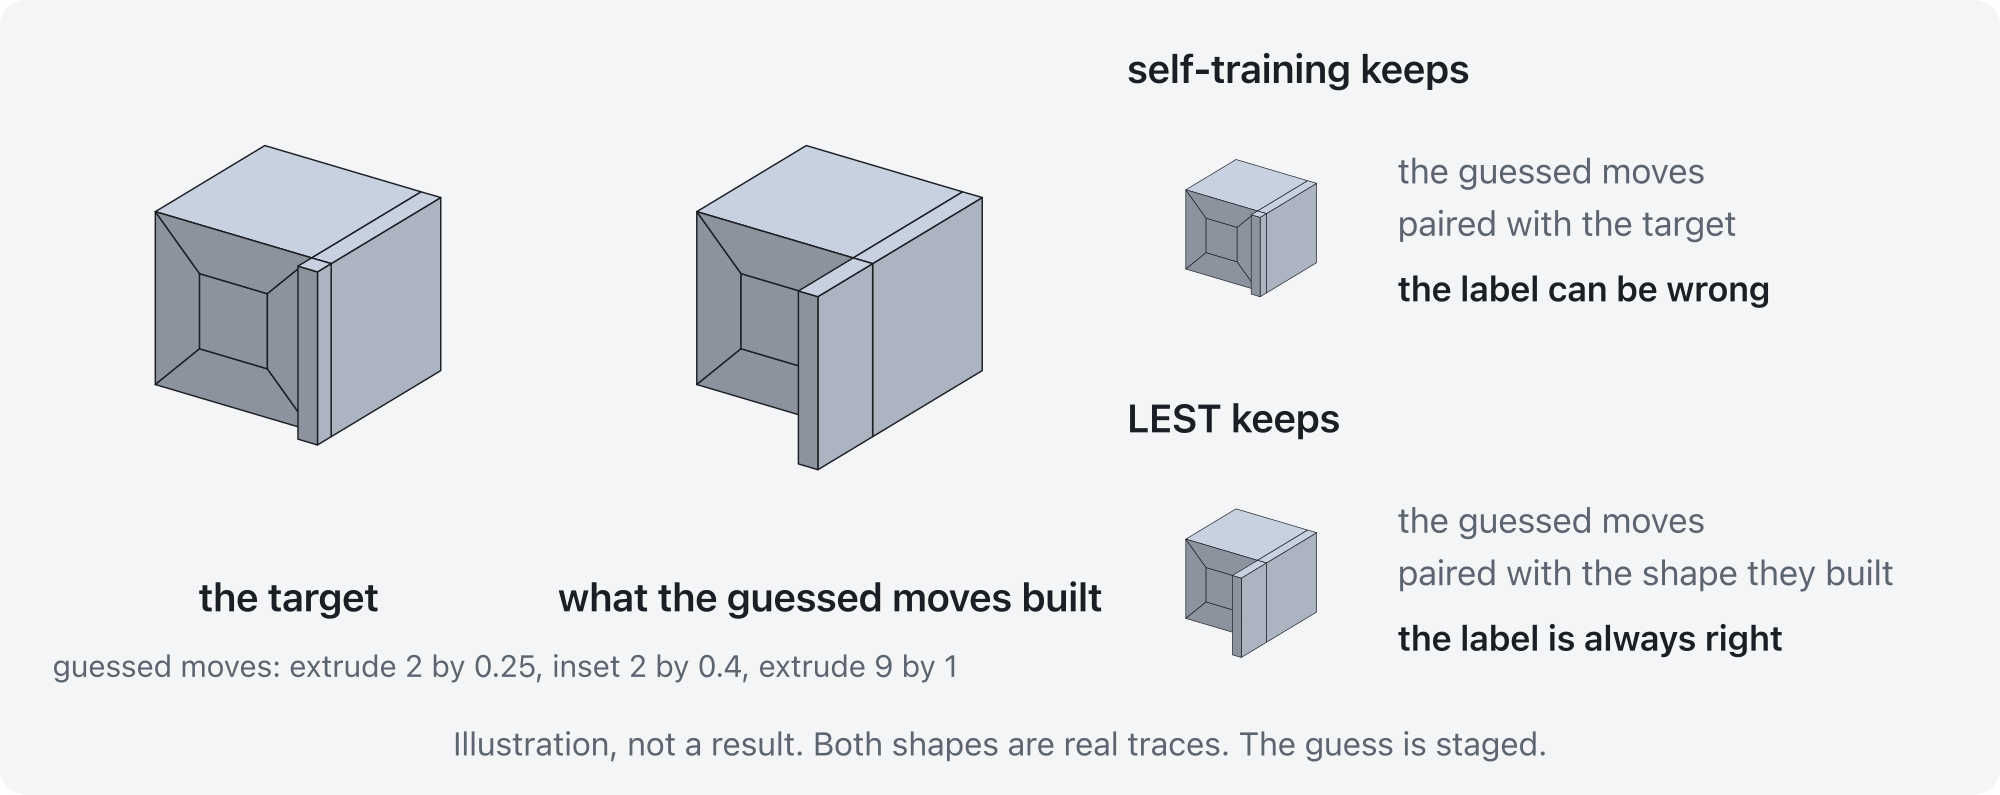 the target
what the guessed moves built
guessed moves: extrude 2 by 0.25, inset 2 by 0.4, extrude 9 by 1
self-training keeps
the guessed moves
paired with the target
the label can be wrong
LEST keeps
the guessed moves
paired with the shape they built
the label is always right
Illustration, not a result. Both shapes are real traces. The guess is staged.